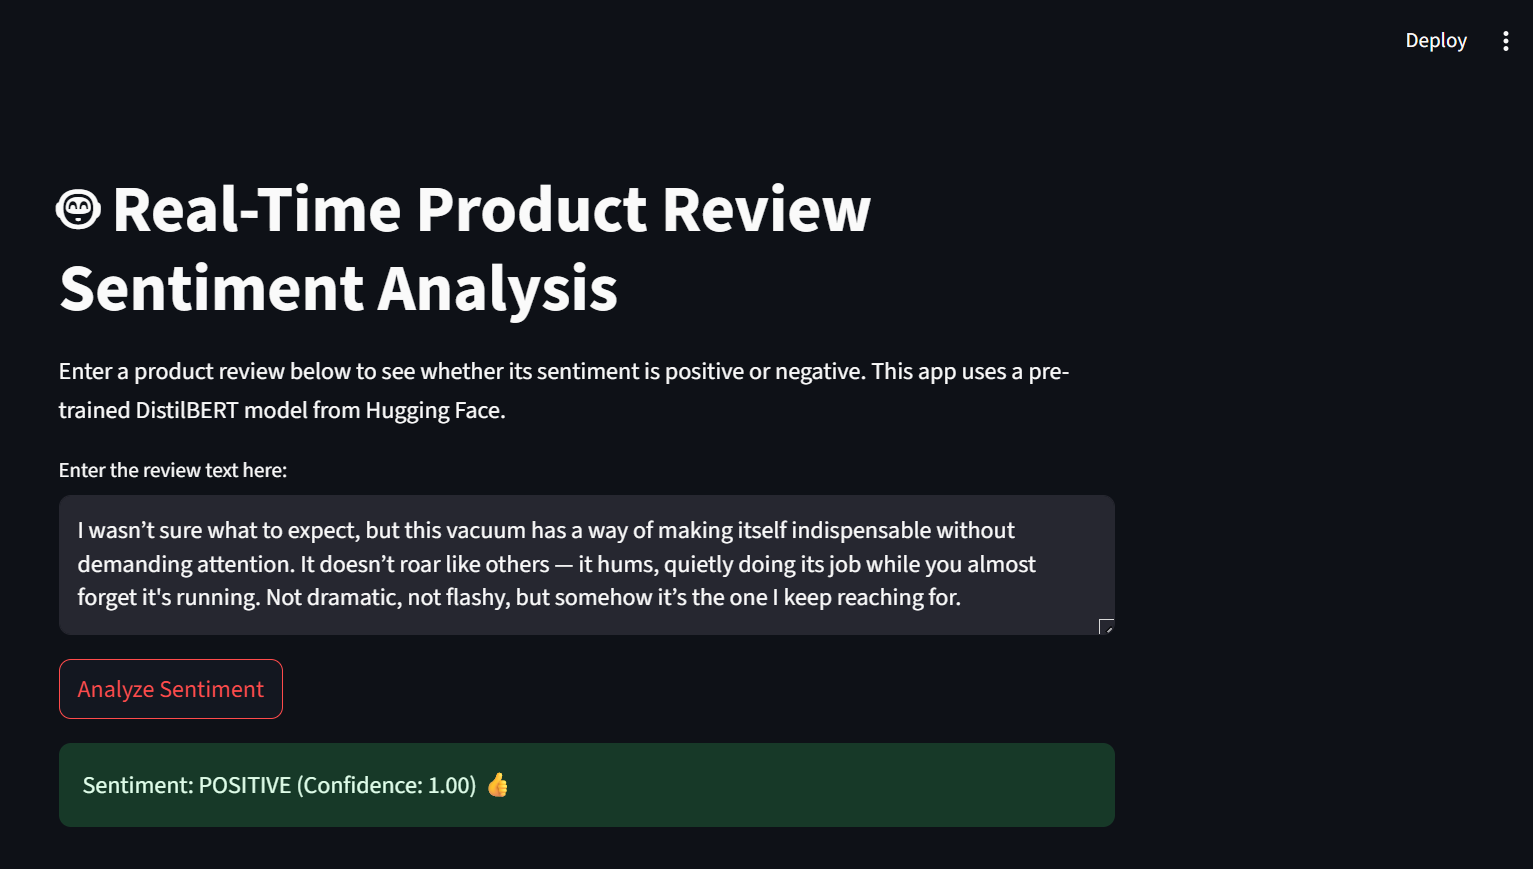 Deploy
Real-Time Product Review
Sentiment Analysis
Enter a product review below to see whether its sentiment is positive or negative. This app uses a pre-
trained DistilBERT model from Hugging Face.
Enter the review text here:
I wasn’t sure what to expect, but this vacuum has a way of making itself indispensable without
demanding attention. It doesn’t roar like others — it hums, quietly doing its job while you almost
forget it's running. Not dramatic, not flashy, but somehow it’s the one I keep reaching for.
Analyze Sentiment
Sentiment: POSITIVE (Confidence: 1.00) 👍